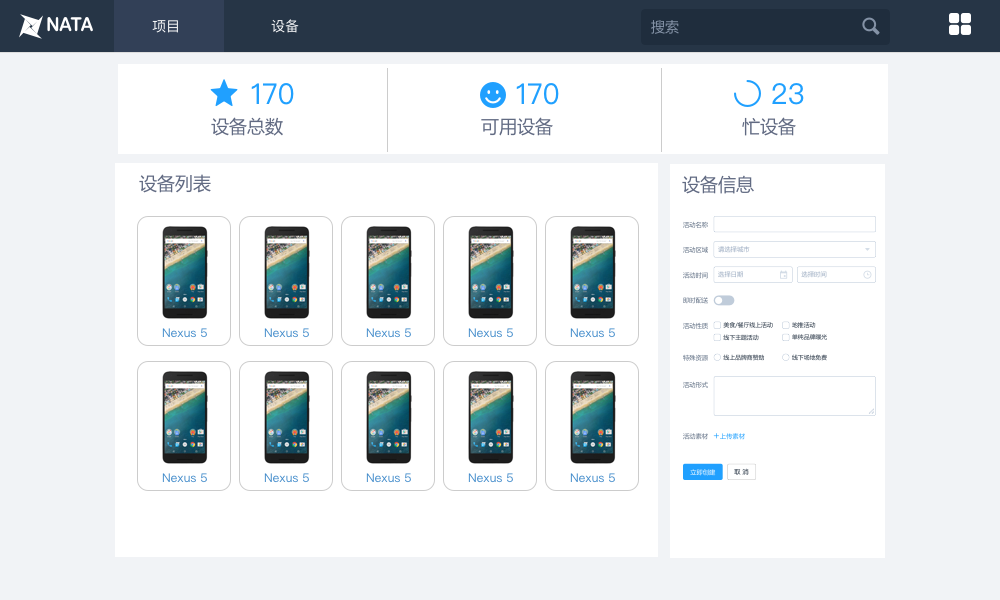 NATA 项目 设备 搜索
170 170 23
设备总数 可用设备 忙设备
设备列表
Nexus 5 Nexus 5 Nexus 5 Nexus 5 Nexus 5
Nexus 5 Nexus 5 Nexus 5 Nexus 5 Nexus 5
设备信息
活动名称
活动区域 请选择城市
活动时间 选择日期 选择时间
即时配送
活动性质 美食/餐厅线上活动 地推活动
线下主题活动 单纯品牌曝光
特殊资源 线上品牌商赞助 线下场地免费
活动形式
活动素材 +上传素材
立即创建 取 消